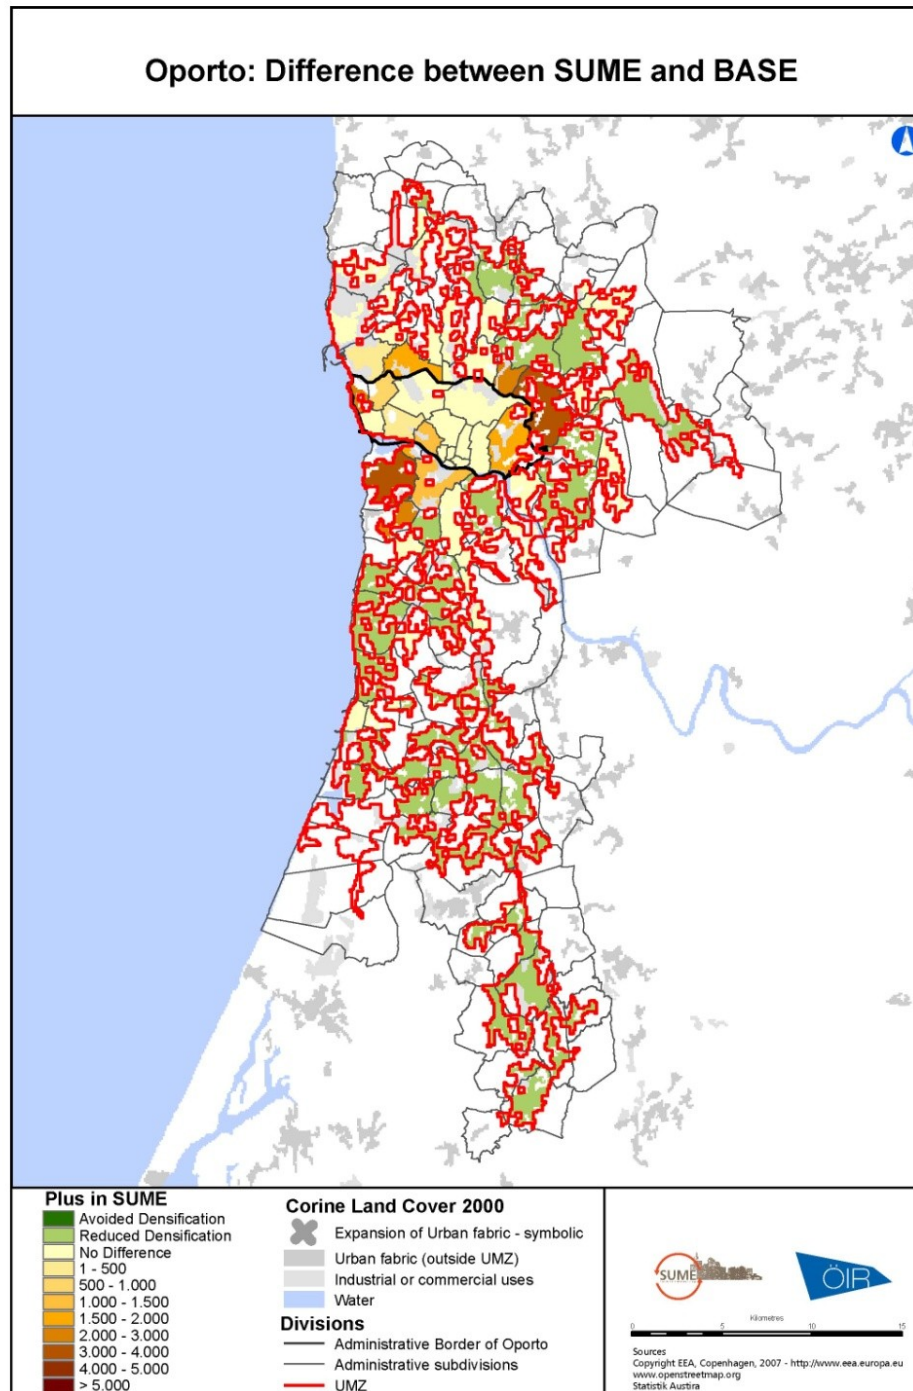 Oporto: Difference between SUME and BASE
Plus in SUME
Avoided Densification
Reduced Densification
No Difference
1 - 500
500 - 1.000
1.000 - 1.500
1.500 - 2.000
2.000 - 3.000
3.000 - 4.000
4.000 - 5.000
> 5.000
Corine Land Cover 2000
Expansion of Urban fabric - symbolic
Urban fabric (outside UMZ)
Industrial or commercial uses
Water
Divisions
Administrative Border of Oporto
Administrative subdivisions
UMZ
SUME
ÖIR
Kilometres
0 5 10 15
Sources
Copyright EEA, Copenhagen, 2007 - http://www.eea.europa.eu
www.openstreetmap.org
Statistik Austira